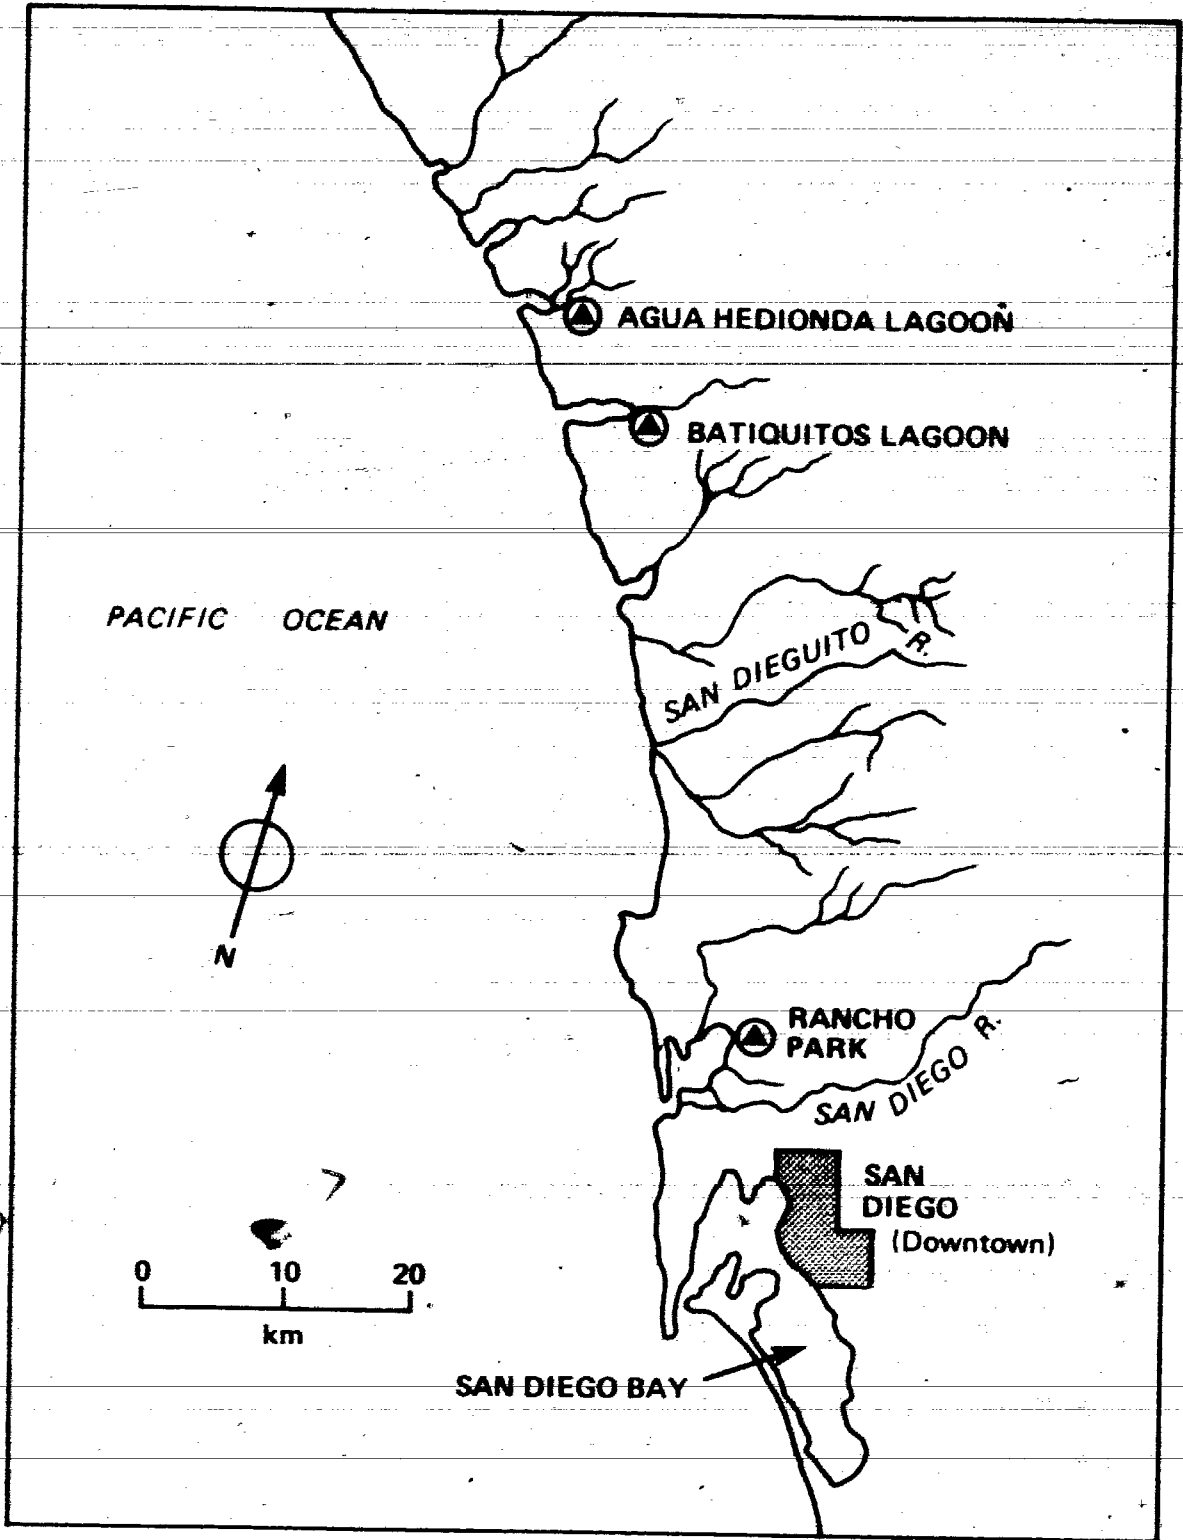 AGUA HEDIONDA LAGOON
BATIQUITOS LAGOON
PACIFIC OCEAN
SAN DIEGUITO R.
N
RANCHO
PARK
SAN DIEGO R.
SAN
DIEGO
(Downtown)
0 10 20
km
SAN DIEGO BAY